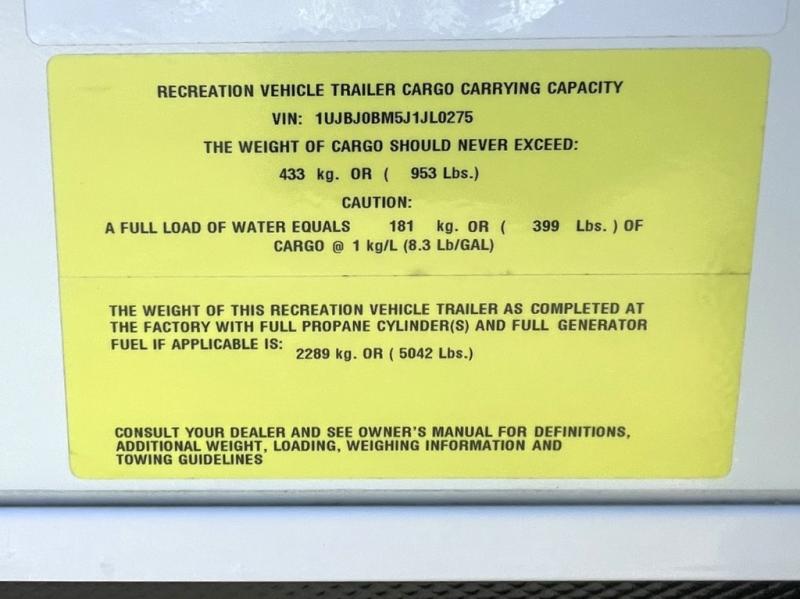 RECREATION VEHICLE TRAILER CARGO CARRYING CAPACITY
VIN: 1UJBJ0BM5J1JL0275
THE WEIGHT OF CARGO SHOULD NEVER EXCEED:
433 kg. OR ( 953 Lbs.)
CAUTION:
A FULL LOAD OF WATER EQUALS 181 kg. OR ( 399 Lbs. ) OF
CARGO @ 1 kg/L (8.3 Lb/GAL)
THE WEIGHT OF THIS RECREATION VEHICLE TRAILER AS COMPLETED AT
THE FACTORY WITH FULL PROPANE CYLINDER(S) AND FULL GENERATOR
FUEL IF APPLICABLE IS: 2289 kg. OR ( 5042 Lbs.)
CONSULT YOUR DEALER AND SEE OWNER'S MANUAL FOR DEFINITIONS,
ADDITIONAL WEIGHT, LOADING, WEIGHING INFORMATION AND
TOWING GUIDELINES